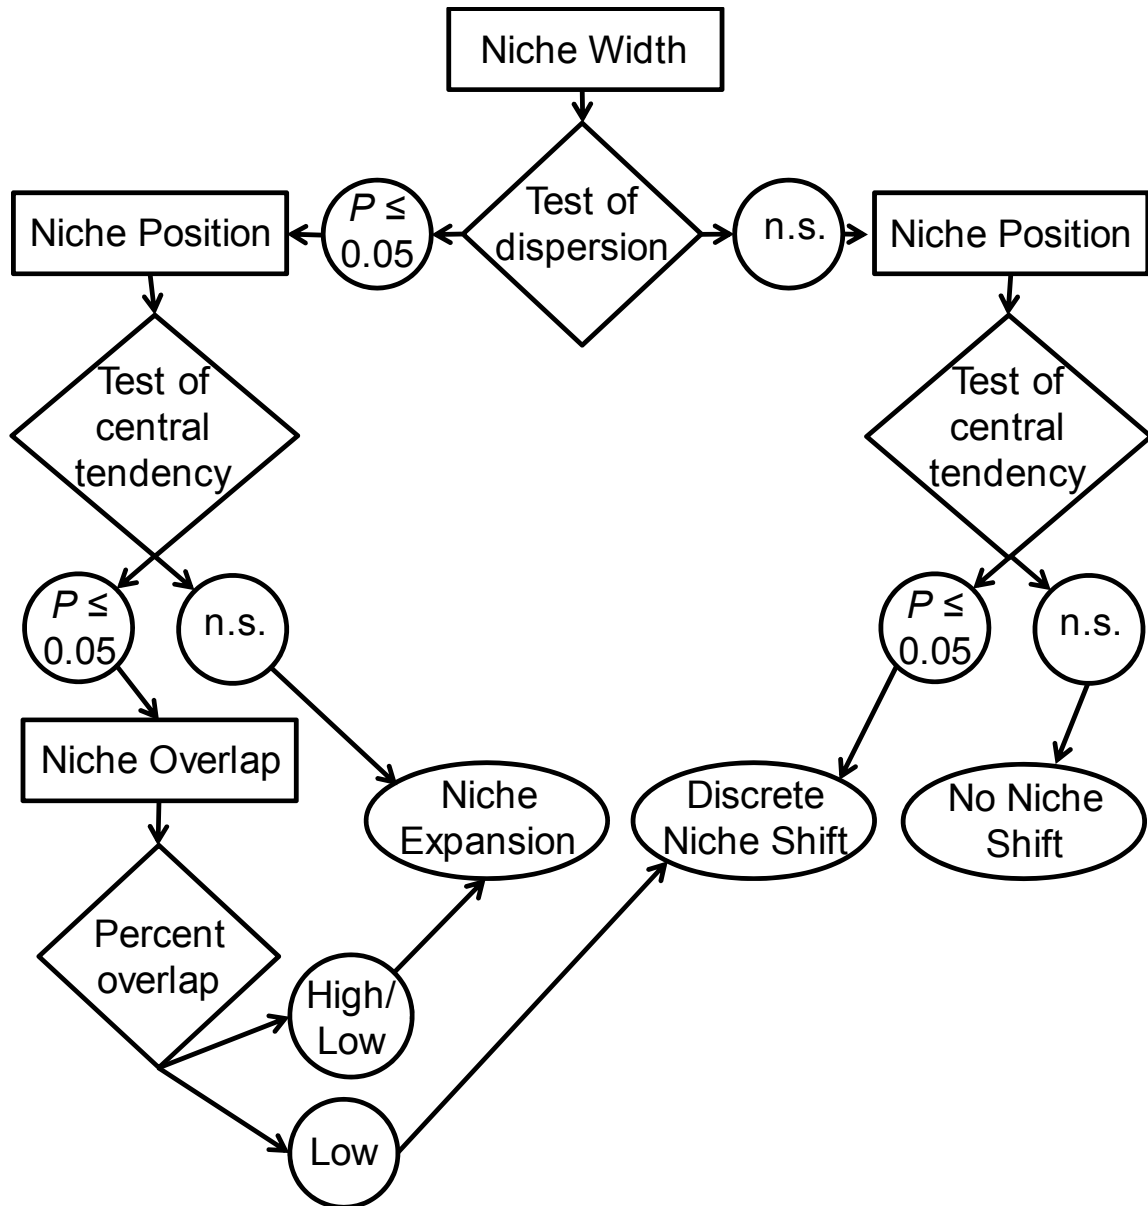 Niche Width
Test of
dispersion
P ≤
0.05
n.s.
Niche Position
Niche Position
Test of
central
tendency
Test of
central
tendency
P ≤
0.05
n.s.
P ≤
0.05
n.s.
Niche Overlap
Niche
Expansion
Discrete
Niche Shift
No Niche
Shift
Percent
overlap
High/
Low
Low